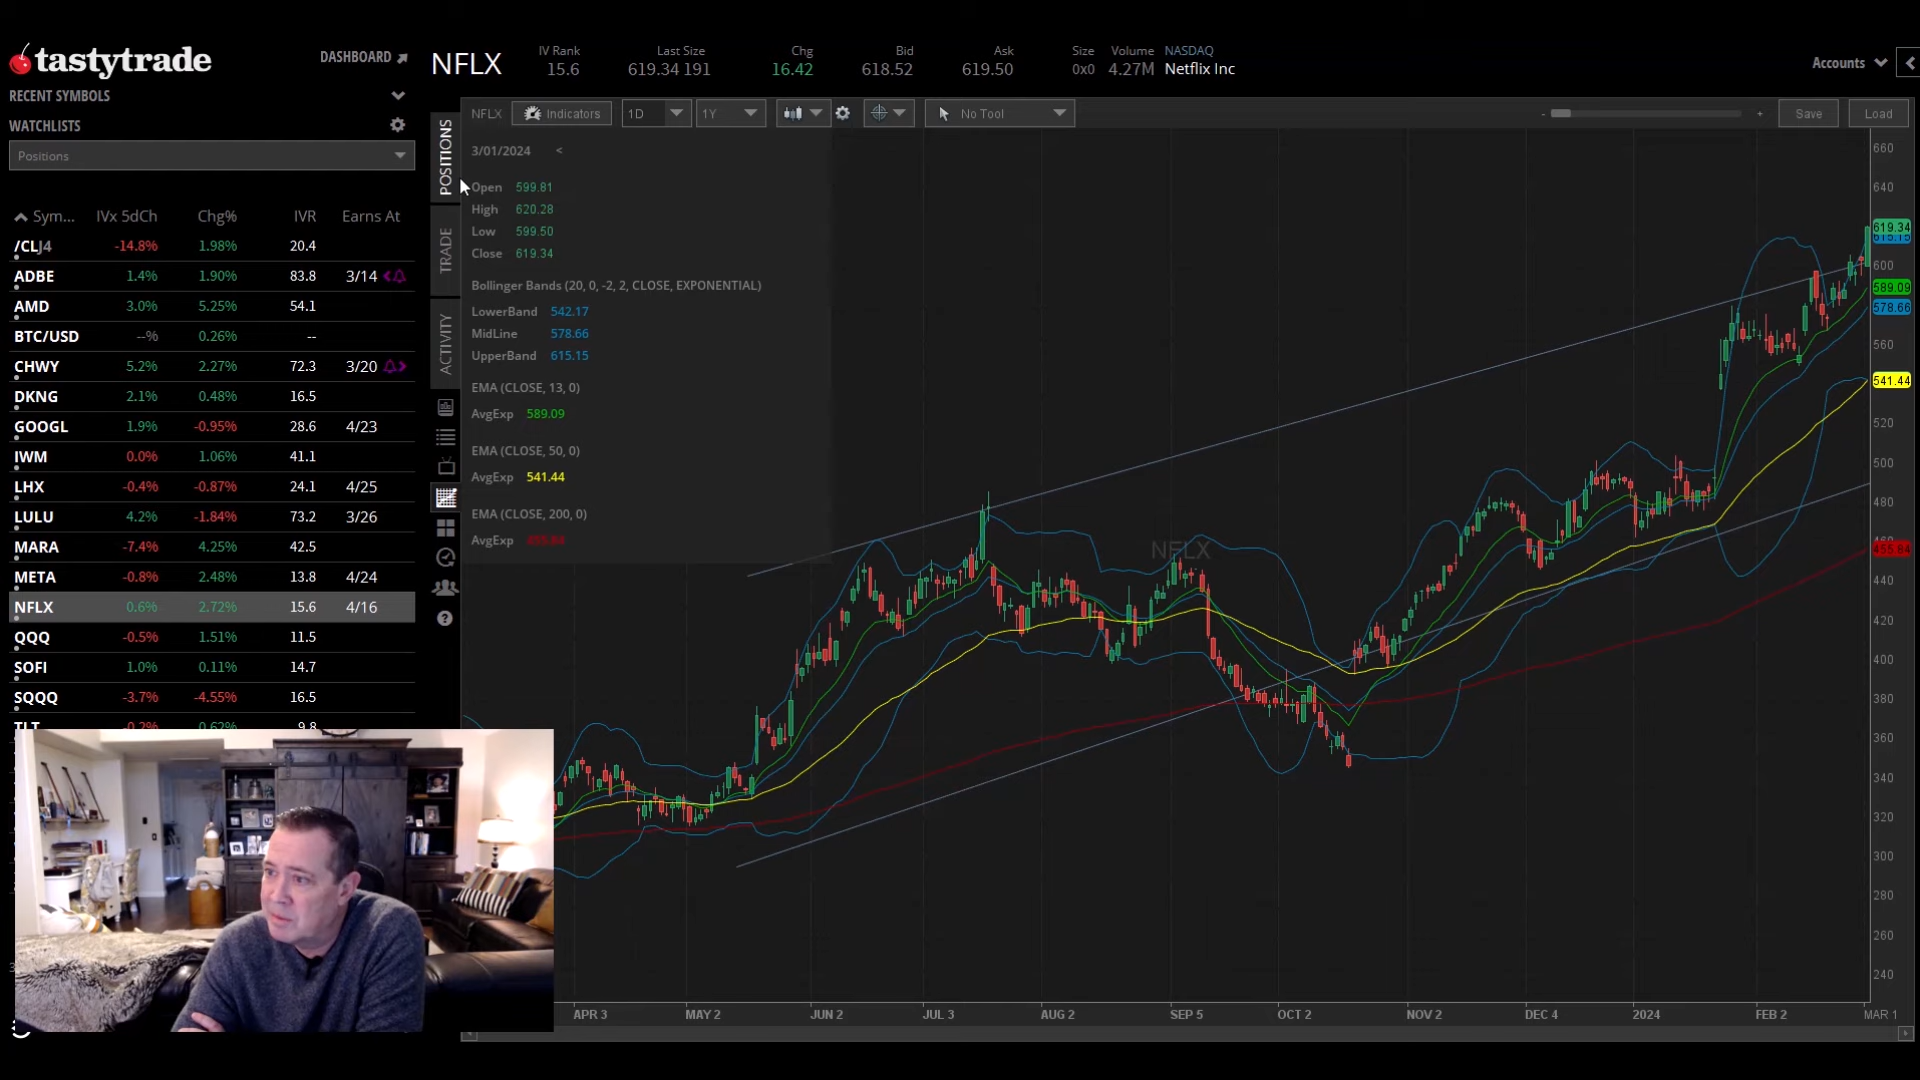 tastytrade
DASHBOARD
RECENT SYMBOLS
WATCHLISTS
Positions
Sym... IVx 5dCh Chg% IVR Earns At
/CLJ4 -14.8% 1.98% 20.4
ADBE 1.4% 1.90% 83.8 3/14
AMD 3.0% 5.25% 54.1
BTC/USD --% 0.26% --
CHWY 5.2% 2.27% 72.3 3/20
DKNG 2.1% 0.48% 16.5
GOOGL 1.9% -0.95% 28.6 4/23
IWM 0.0% 1.06% 41.1
LHX -0.4% -0.87% 24.1 4/25
LULU 4.2% -1.84% 73.2 3/26
MARA -7.4% 4.25% 42.5
META -0.8% 2.48% 13.8 4/24
NFLX 0.6% 2.72% 15.6 4/16
QQQ -0.5% 1.51% 11.5
SOFI 1.0% 0.11% 14.7
SQQQ -3.7% -4.55% 16.5
TLT -0.2% 0.62% 9.8
POSITIONS
TRADE
ACTIVITY
NFLX
IV Rank Last Size Chg Bid Ask Size Volume NASDAQ
15.6 619.34 191 16.42 618.52 619.50 0x0 4.27M Netflix Inc
Accounts
NFLX Indicators 1D 1Y No Tool - + Save Load
3/01/2024 <
Open 599.81
High 620.28
Low 599.50
Close 619.34
Bollinger Bands (20, 0, -2, 2, CLOSE, EXPONENTIAL)
LowerBand 542.17
MidLine 578.66
UpperBand 615.15
EMA (CLOSE, 13, 0)
AvgExp 589.09
EMA (CLOSE, 50, 0)
AvgExp 541.44
EMA (CLOSE, 200, 0)
AvgExp
NFLX
660
640
619.34
615.15
600
589.09
578.66
560
541.44
520
500
480
460
455.84
440
420
400
380
360
340
320
300
280
260
240
APR 3 MAY 2 JUN 2 JUL 3 AUG 2 SEP 5 OCT 2 NOV 2 DEC 4 2024 FEB 2 MAR 1